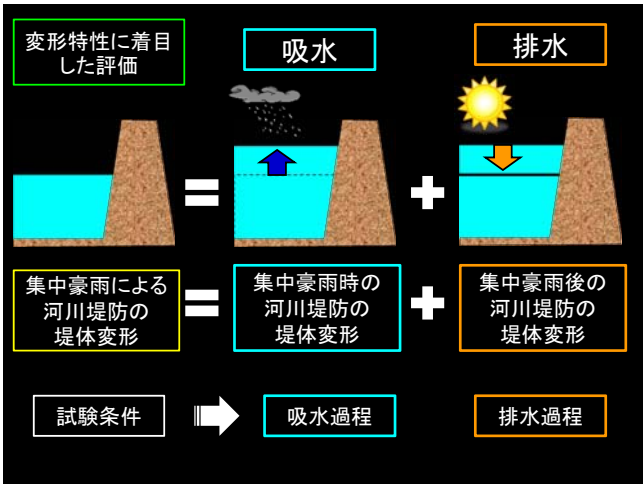 変形特性に着目
した評価
吸水
排水
=
+
集中豪雨による
河川堤防の
堤体変形
=
集中豪雨時の
河川堤防の
堤体変形
+
集中豪雨後の
河川堤防の
堤体変形
試験条件
吸水過程
排水過程